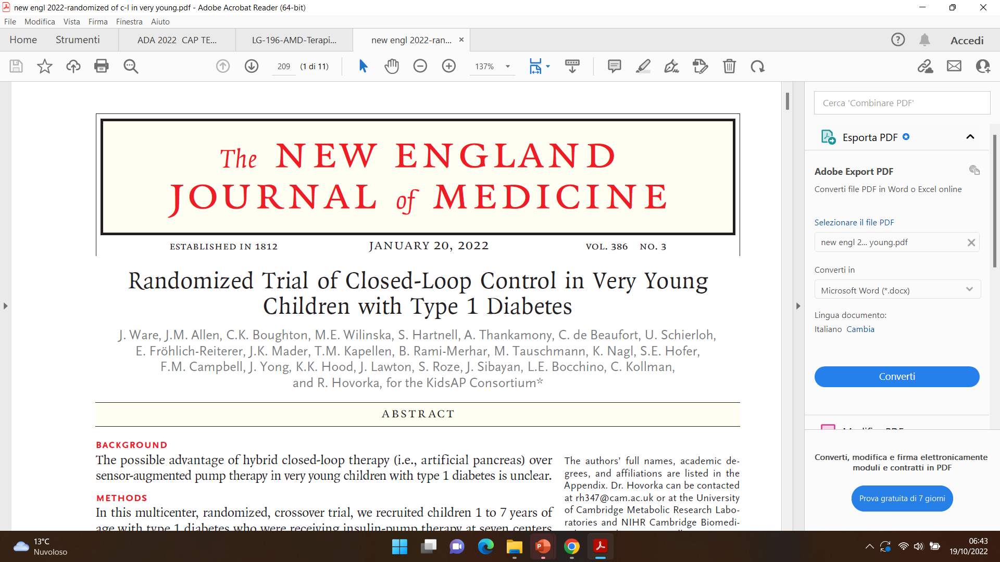 new engl 2022-randomized of c-l in very young.pdf - Adobe Acrobat Reader (64-bit)
File Modifica Vista Firma Finestra Aiuto
Home Strumenti ADA 2022 CAP TE... LG-196-AMD-Terapi... new engl 2022-ran... Accedi
209 (1 di 11) 137%
The NEW ENGLAND
JOURNAL of MEDICINE
ESTABLISHED IN 1812 JANUARY 20, 2022 VOL. 386 NO. 3
Randomized Trial of Closed-Loop Control in Very Young
Children with Type 1 Diabetes
J. Ware, J.M. Allen, C.K. Boughton, M.E. Wilinska, S. Hartnell, A. Thankamony, C. de Beaufort, U. Schierloh,
E. Fröhlich-Reiterer, J.K. Mader, T.M. Kapellen, B. Rami-Merhar, M. Tauschmann, K. Nagl, S.E. Hofer,
F.M. Campbell, J. Yong, K.K. Hood, J. Lawton, S. Roze, J. Sibayan, L.E. Bocchino, C. Kollman,
and R. Hovorka, for the KidsAP Consortium*
ABSTRACT
BACKGROUND
The possible advantage of hybrid closed-loop therapy (i.e., artificial pancreas) over
sensor-augmented pump therapy in very young children with type 1 diabetes is unclear.
METHODS
In this multicenter, randomized, crossover trial, we recruited children 1 to 7 years of
age with type 1 diabetes who were receiving insulin-pump therapy at seven centers
The authors' full names, academic de-
grees, and affiliations are listed in the
Appendix. Dr. Hovorka can be contacted
at rh347@cam.ac.uk or at the University
of Cambridge Metabolic Research Labo-
ratories and NIHR Cambridge Biomedi-
Cerca 'Combinare PDF'
Esporta PDF
Adobe Export PDF
Converti file PDF in Word o Excel online
Selezionare il file PDF
new engl 2... young.pdf
Converti in
Microsoft Word (*.docx)
Lingua documento:
Italiano Cambia
Converti
Converti, modifica e firma elettronicamente
moduli e contratti in PDF
Prova gratuita di 7 giorni
13°C
Nuvoloso
06:43
19/10/2022